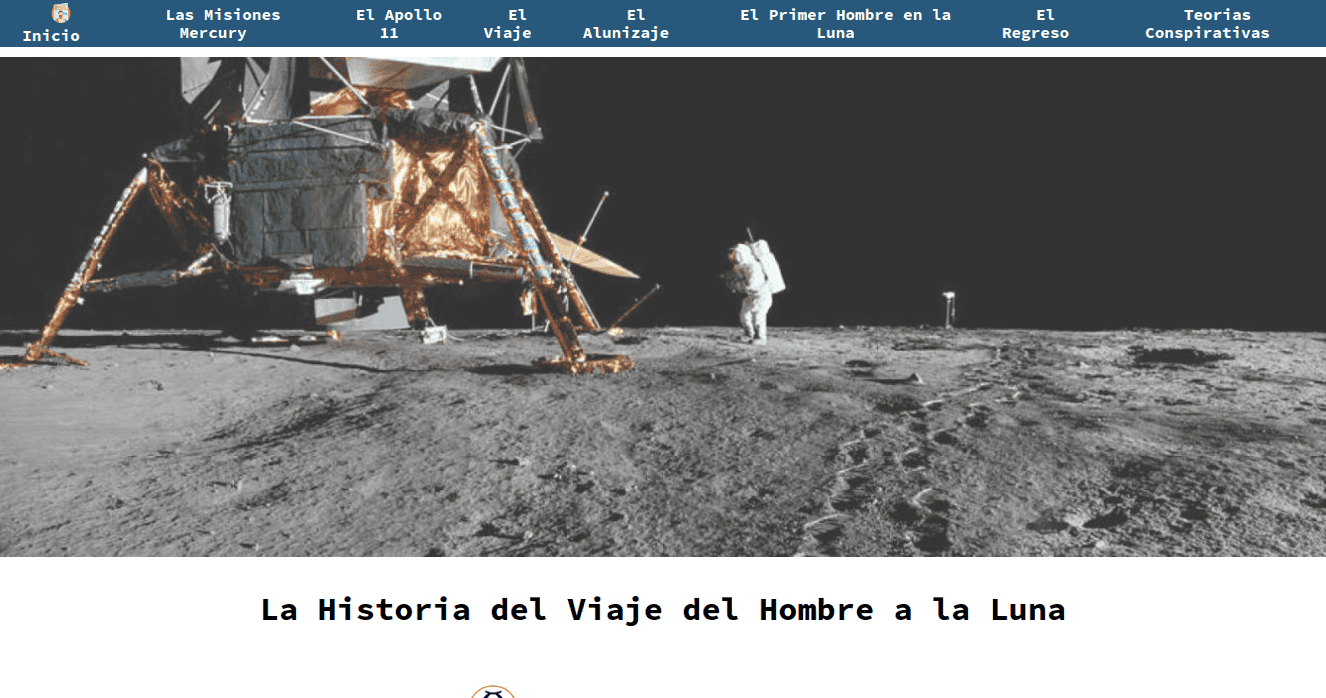 Inicio
Las Misiones
Mercury
El Apollo
11
El
Viaje
El
Alunizaje
El Primer Hombre en la
Luna
El
Regreso
Teorias
Conspirativas
La Historia del Viaje del Hombre a la Luna